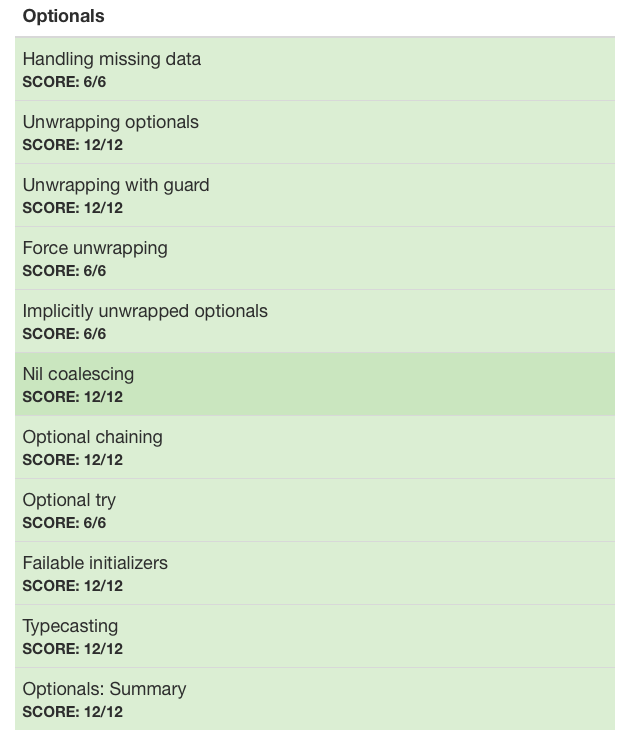 Optionals
Handling missing data
SCORE: 6/6
Unwrapping optionals
SCORE: 12/12
Unwrapping with guard
SCORE: 12/12
Force unwrapping
SCORE: 6/6
Implicitly unwrapped optionals
SCORE: 6/6
Nil coalescing
SCORE: 12/12
Optional chaining
SCORE: 12/12
Optional try
SCORE: 6/6
Failable initializers
SCORE: 12/12
Typecasting
SCORE: 12/12
Optionals: Summary
SCORE: 12/12